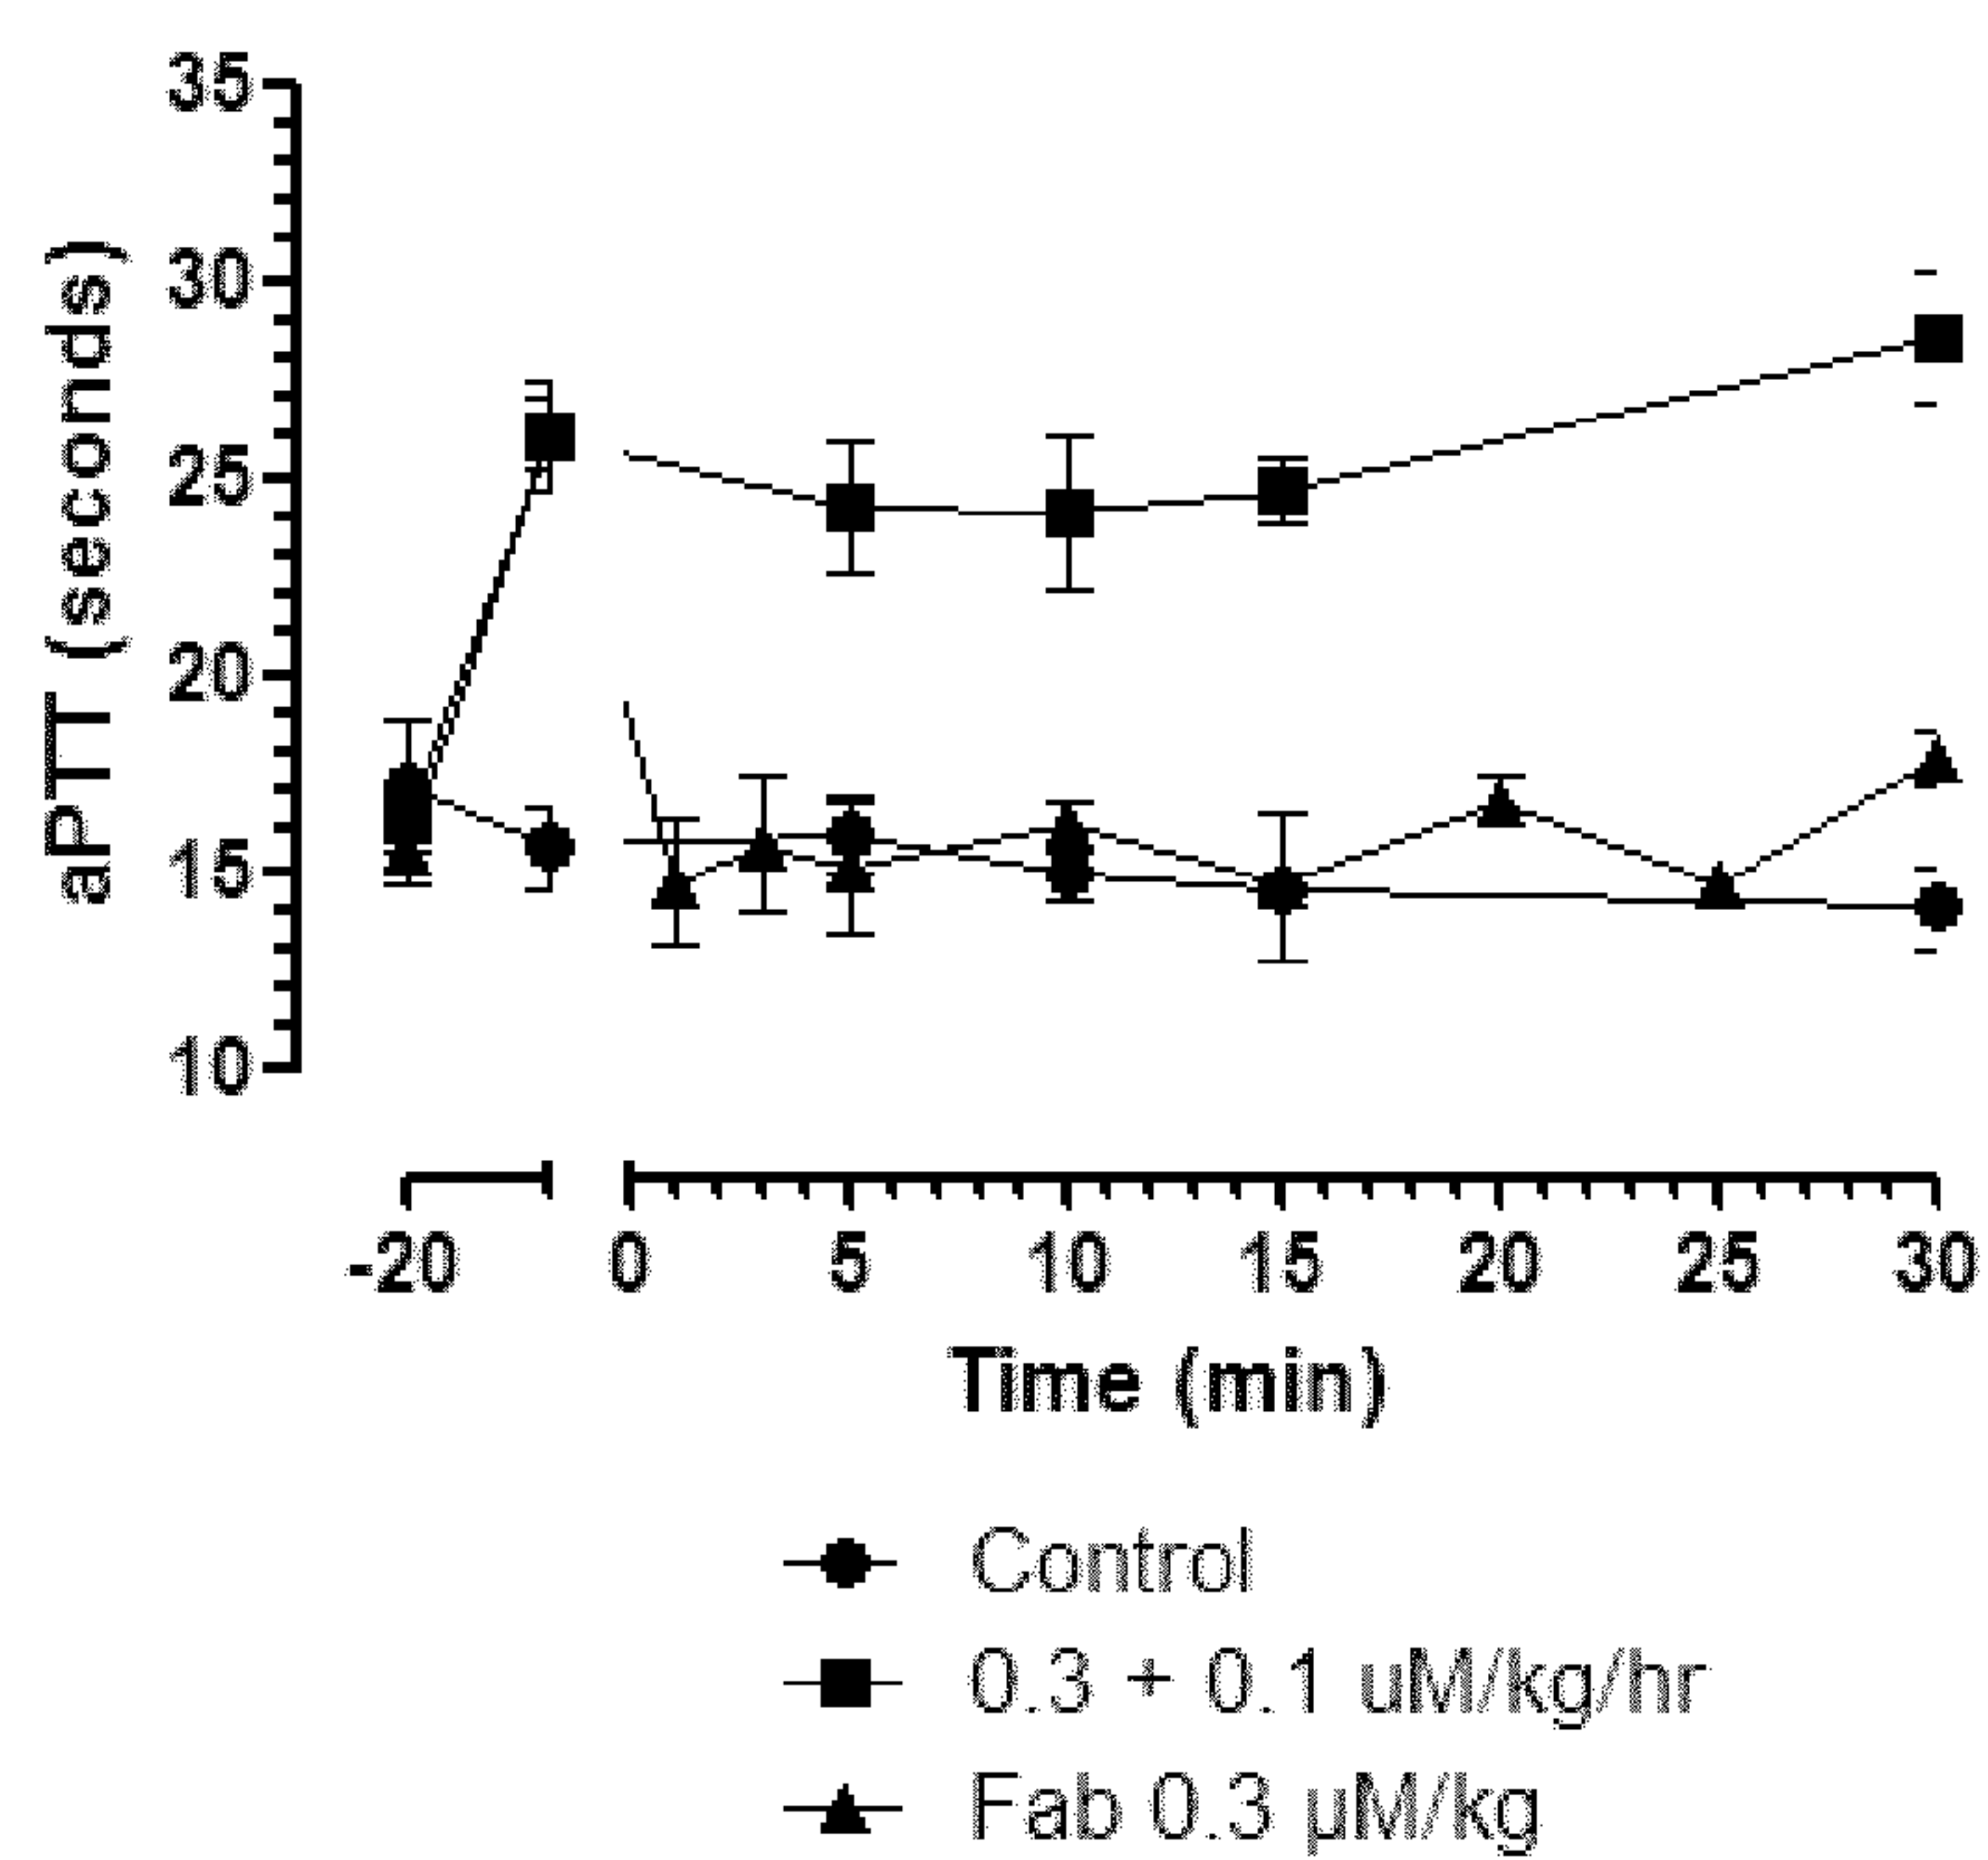 35
30
25
20
15
10
aPTT (seconds)
-20 0 5 10 15 20 25 30
Time (min)
Control
0.3 + 0.1 uM/kg/hr
Fab 0.3 µM/kg